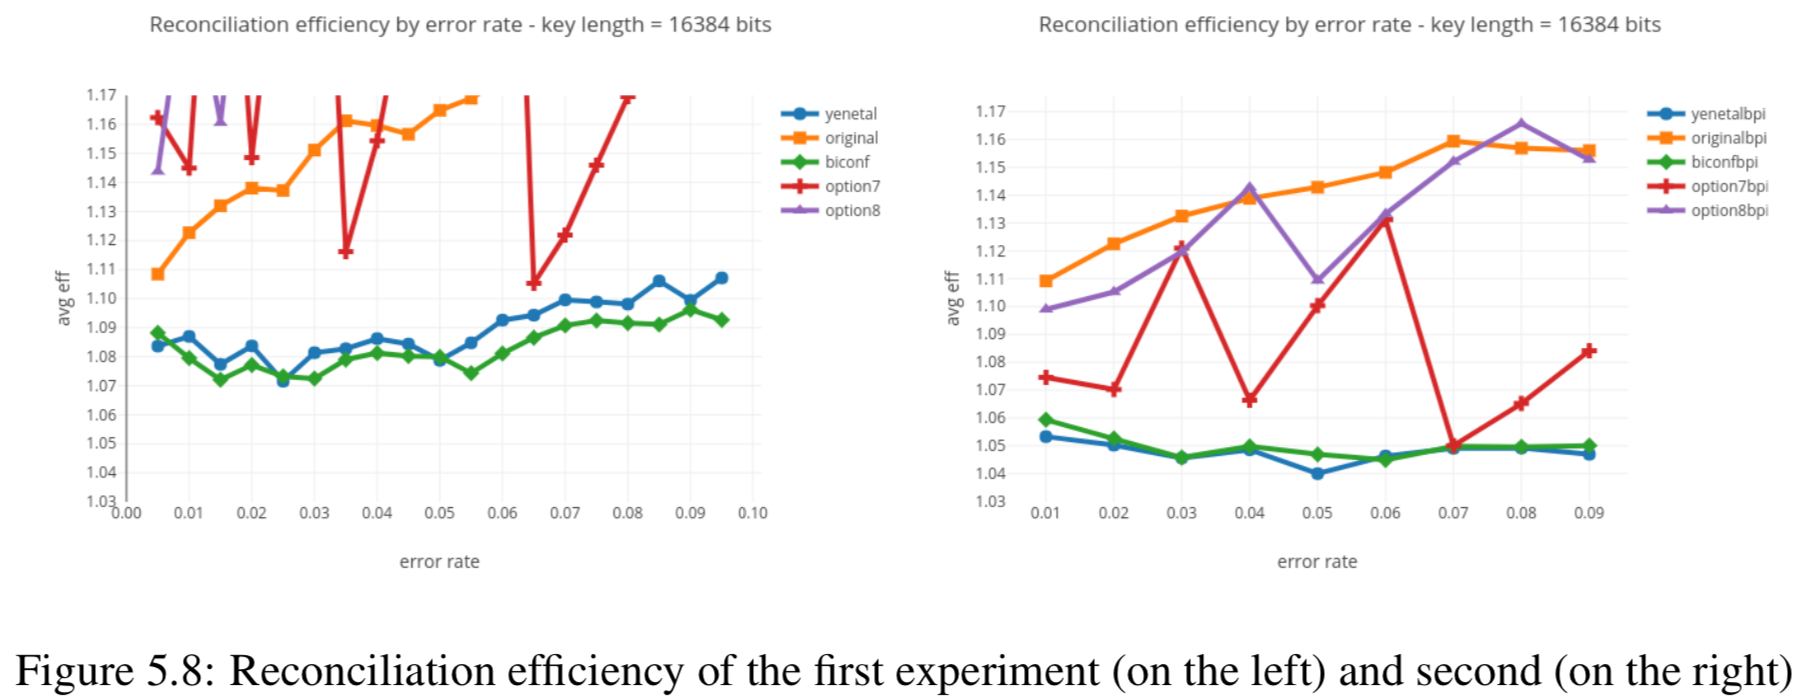 Reconciliation efficiency by error rate - key length = 16384 bits
1.17
1.16
1.15
1.14
1.13
1.12
1.11
1.10
1.09
1.08
1.07
1.06
1.05
1.04
1.03
avg eff
0.00 0.01 0.02 0.03 0.04 0.05 0.06 0.07 0.08 0.09 0.10
error rate
yenetal
original
biconf
option7
option8
Reconciliation efficiency by error rate - key length = 16384 bits
1.17
1.16
1.15
1.14
1.13
1.12
1.11
1.10
1.09
1.08
1.07
1.06
1.05
1.04
1.03
avg eff
0.01 0.02 0.03 0.04 0.05 0.06 0.07 0.08 0.09
error rate
yenetalbpi
originalbpi
biconfbpi
option7bpi
option8bpi
Figure 5.8: Reconciliation efficiency of the first experiment (on the left) and second (on the right)